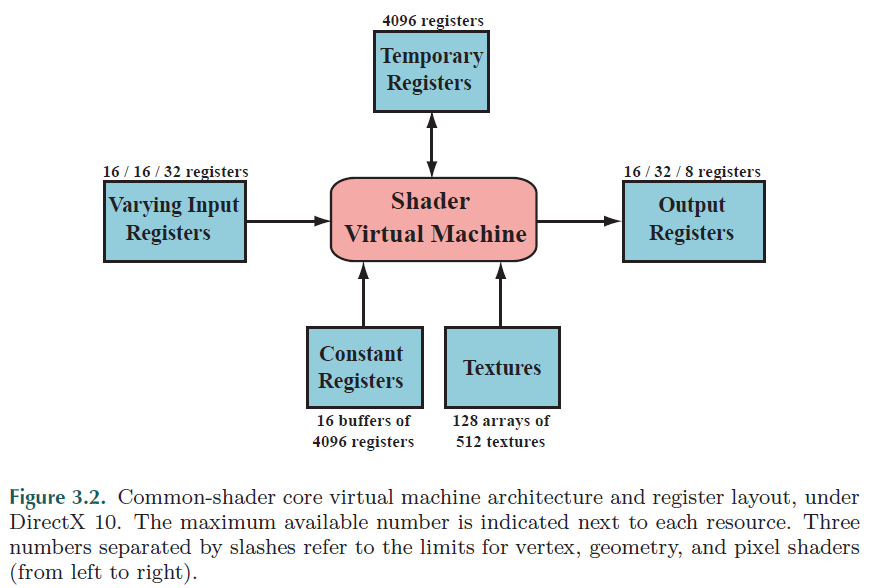 4096 registers
Temporary
Registers
16 / 16 / 32 registers
Varying Input
Registers
Shader
Virtual Machine
16 / 32 / 8 registers
Output
Registers
Constant
Registers
16 buffers of
4096 registers
Textures
128 arrays of
512 textures
Figure 3.2. Common-shader core virtual machine architecture and register layout, under
DirectX 10. The maximum available number is indicated next to each resource. Three
numbers separated by slashes refer to the limits for vertex, geometry, and pixel shaders
(from left to right).